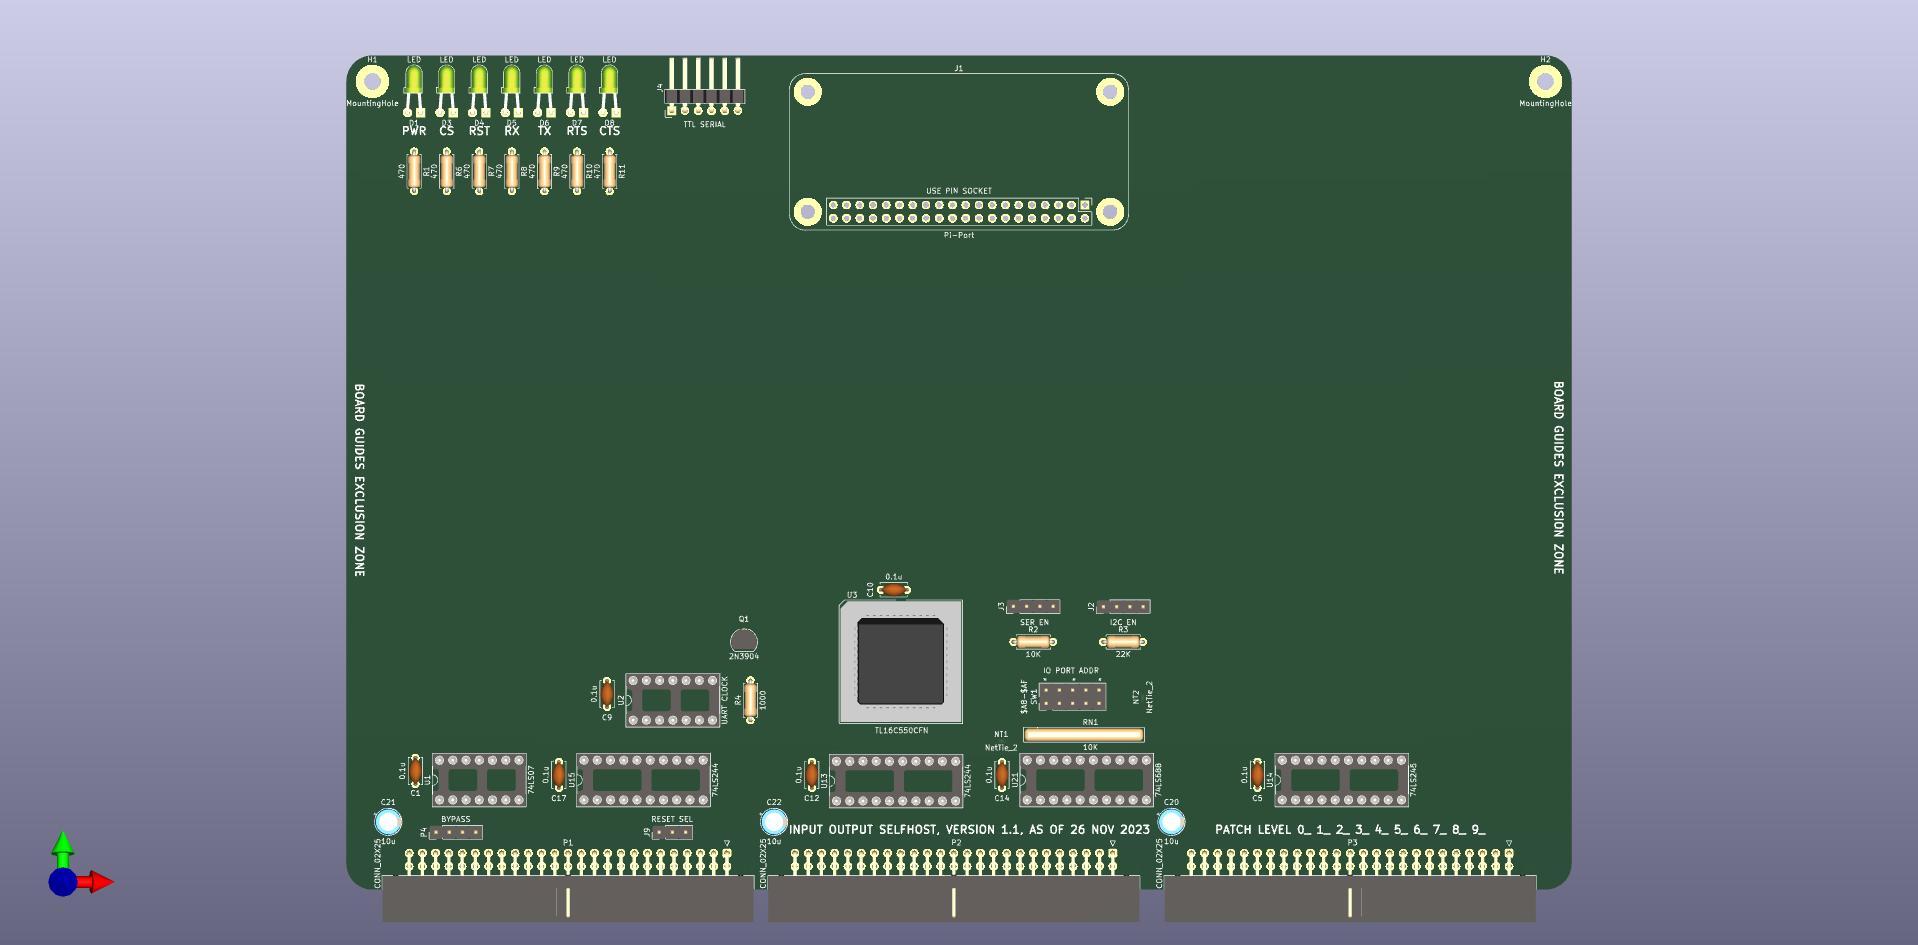 H1
LED LED LED LED LED LED LED
H2
J1
J4
MountingHole
MountingHole
D1 D3 D4 D5 D6 D7 D8
PWR CS RST RX TX RTS CTS
TTL SERIAL
470 R1 470 R6 470 R7 470 R8 470 R9 470 R10 470 R11
USE PIN SOCKET
Pi-Port
BOARD GUIDES EXCLUSION ZONE
BOARD GUIDES EXCLUSION ZONE
0.1u
C10
U3
J3
J2
SER EN
I2C EN
Q1
R2
R3
2N3904
10K
22K
IO PORT ADDR
* *
$A8-$AF
SW1
NT2
NetTie_2
0.1u
C9
U2
UART CLOCK
R4
1000
TL16C550CFN
RN1
NT1
NetTie_2
10K
0.1u
C1
U1
74LS07
0.1u
C17
U15
74LS244
0.1u
C12
U13
74LS244
0.1u
C14
U21
74LS688
0.1u
C5
U14
74LS245
C21
10u
BYPASS
P4
RESET SEL
J9
C22
10u
INPUT OUTPUT SELFHOST, VERSION 1.1, AS OF 26 NOV 2023
C20
10u
PATCH LEVEL 0_ 1_ 2_ 3_ 4_ 5_ 6_ 7_ 8_ 9_
P1
P2
P3
CONN_02X25
CONN_02X25
CONN_02X25